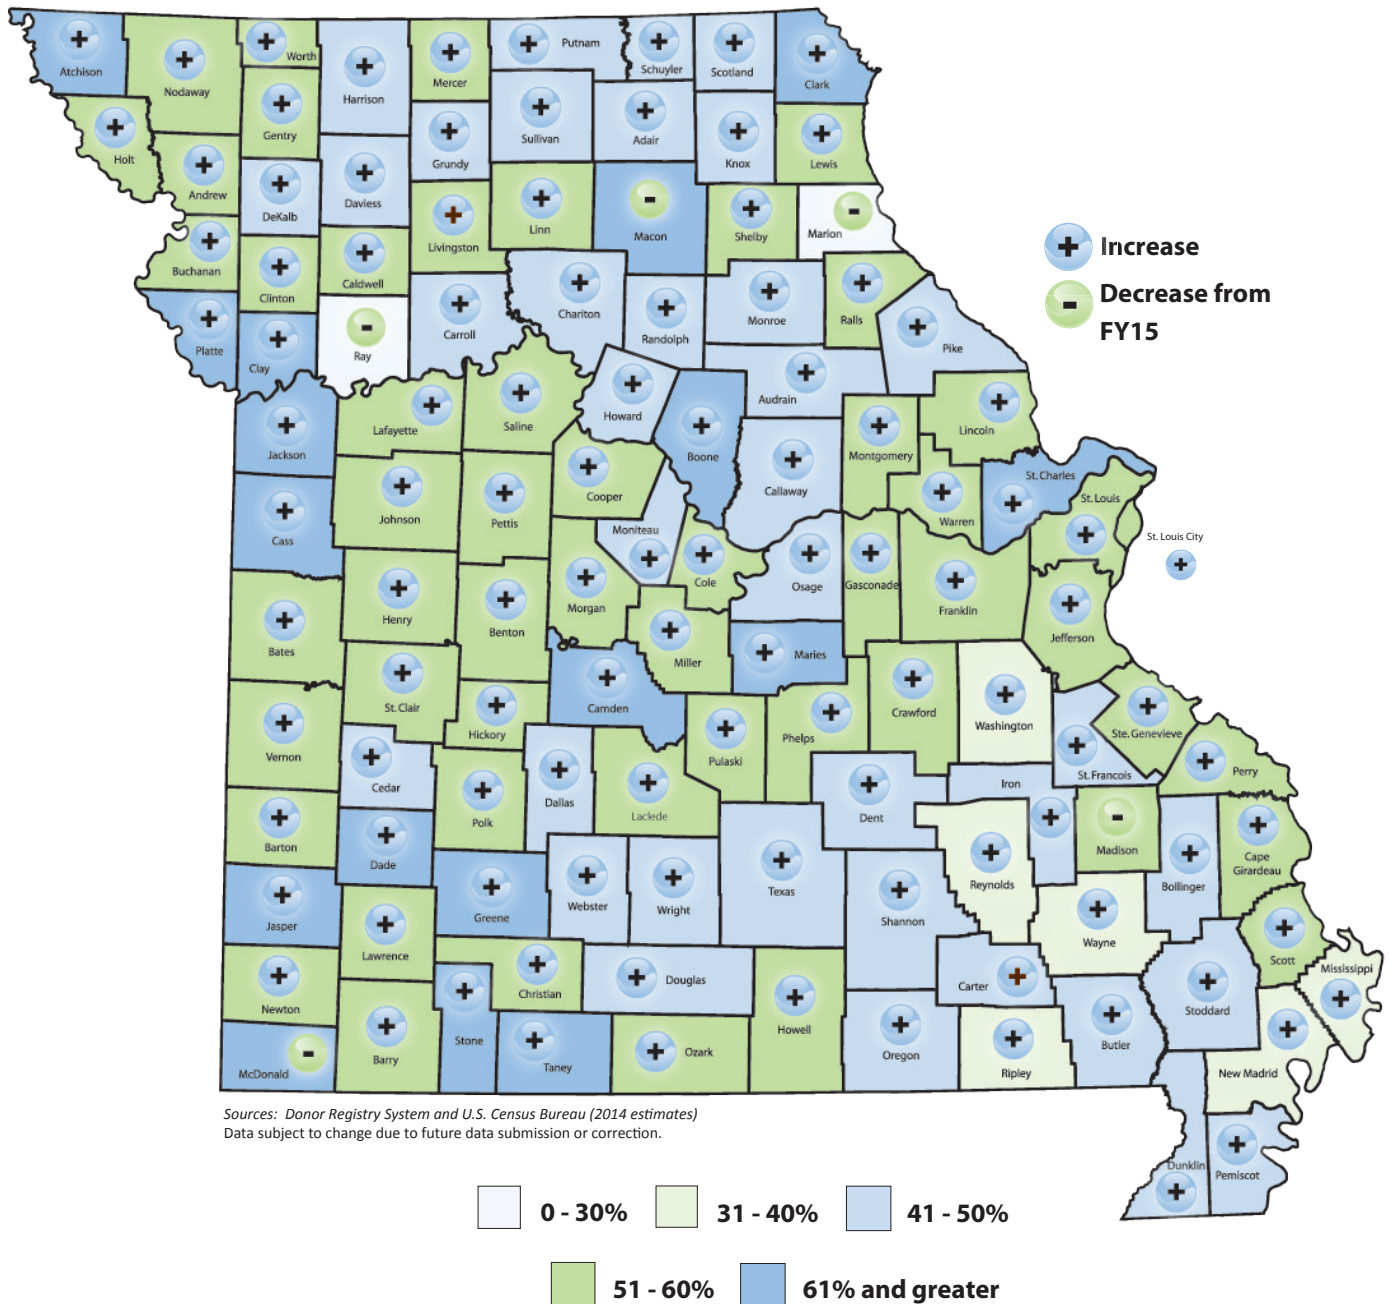 Atchison
Nodaway
Worth
Harrison
Mercer
Putnam
Schuyler
Scotland
Clark
Holt
Gentry
Sullivan
Adair
Knox
Lewis
Grundy
Andrew
DeKalb
Daviess
Livingston
Linn
Macon
Shelby
Marion
Buchanan
Clinton
Caldwell
Chariton
Randolph
Monroe
Ralls
Pike
Platte
Clay
Ray
Carroll
Increase
Decrease from
FY15
Jackson
Lafayette
Saline
Howard
Boone
Audrain
Montgomery
Lincoln
Cass
Johnson
Pettis
Cooper
Moniteau
Callaway
Warren
St. Charles
St. Louis
St. Louis City
Cole
Osage
Gasconade
Franklin
Jefferson
Bates
Henry
Benton
Morgan
Miller
Maries
Camden
St. Clair
Hickory
Vernon
Cedar
Polk
Dallas
Laclede
Pulaski
Phelps
Crawford
Washington
Ste. Genevieve
St. Francois
Perry
Iron
Dent
Barton
Dade
Madison
Bollinger
Cape
Girardeau
Jasper
Greene
Webster
Wright
Texas
Shannon
Reynolds
Wayne
Scott
Mississippi
Lawrence
Newton
Christian
Douglas
Howell
Carter
Butler
Stoddard
New Madrid
McDonald
Barry
Stone
Taney
Ozark
Oregon
Ripley
Dunklin
Pemiscot
Sources: Donor Registry System and U.S. Census Bureau (2014 estimates)
Data subject to change due to future data submission or correction.
0 - 30%
31 - 40%
41 - 50%
51 - 60%
61% and greater